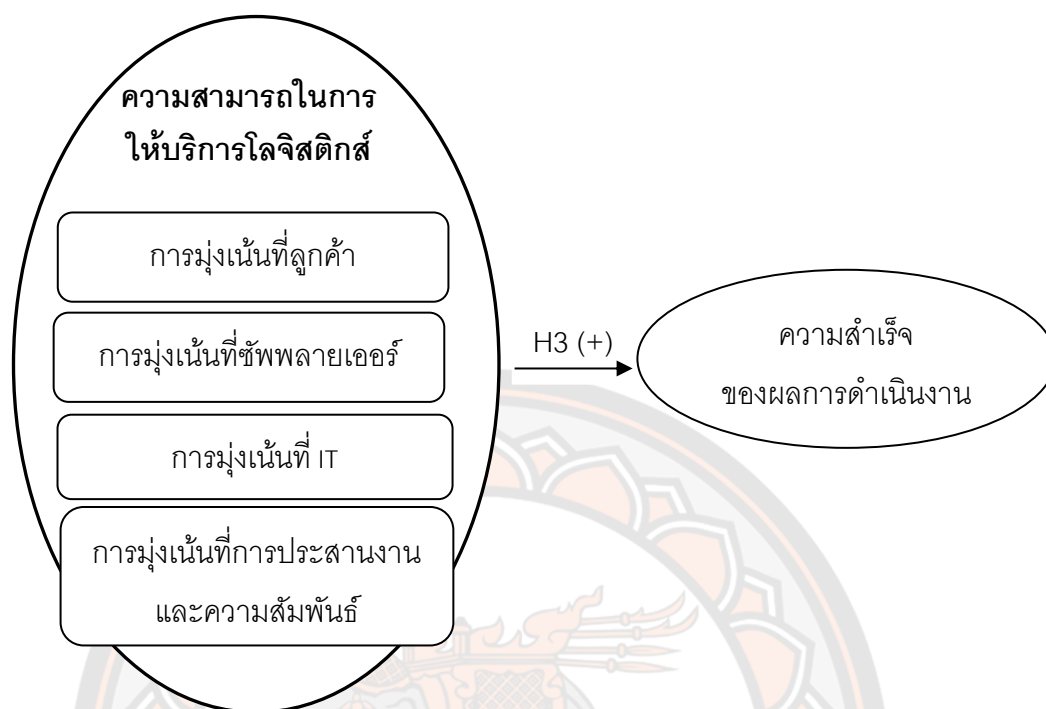 ความสามารถในการ
ให้บริการโลจิสติกส์
การมุ่งเน้นที่ลูกค้า
การมุ่งเน้นที่ซัพพลายเออร์
การมุ่งเน้นที่ IT
การมุ่งเน้นที่การประสานงาน
และความสัมพันธ์
H3 (+)
ความสำเร็จ
ของผลการดำเนินงาน